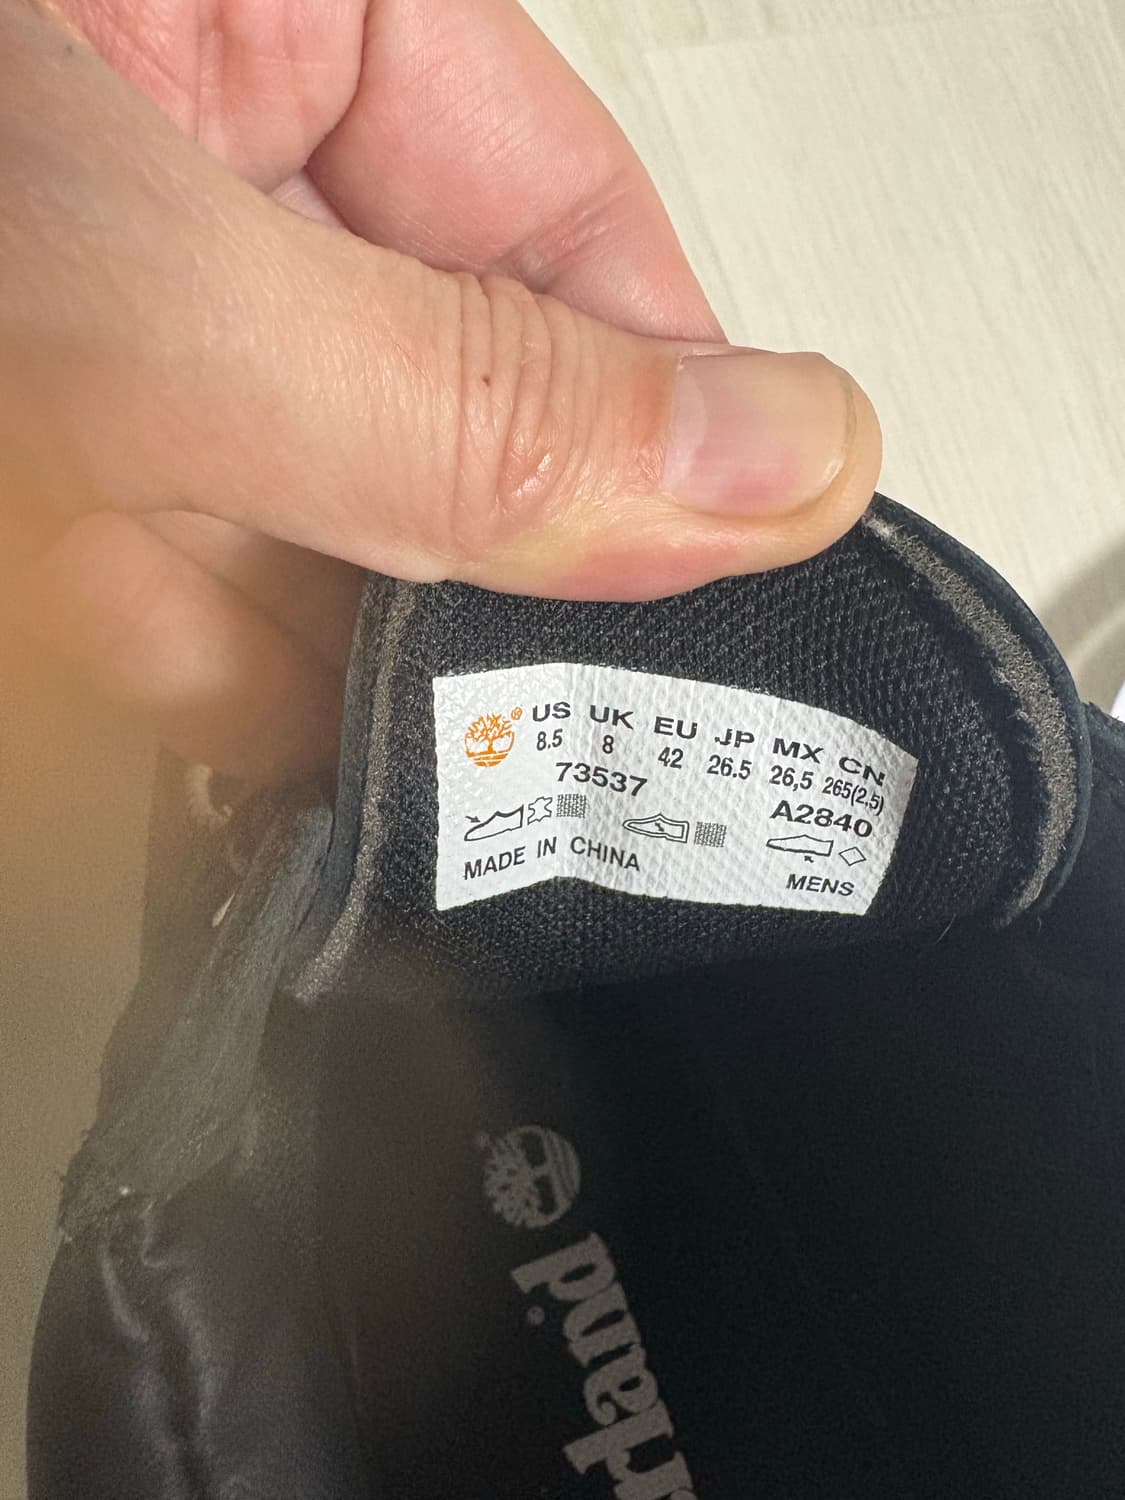 ® US UK EU JP MX CN
8.5 8 42 26.5 26,5 265(2.5)
73537 A2840
MADE IN CHINA MENS